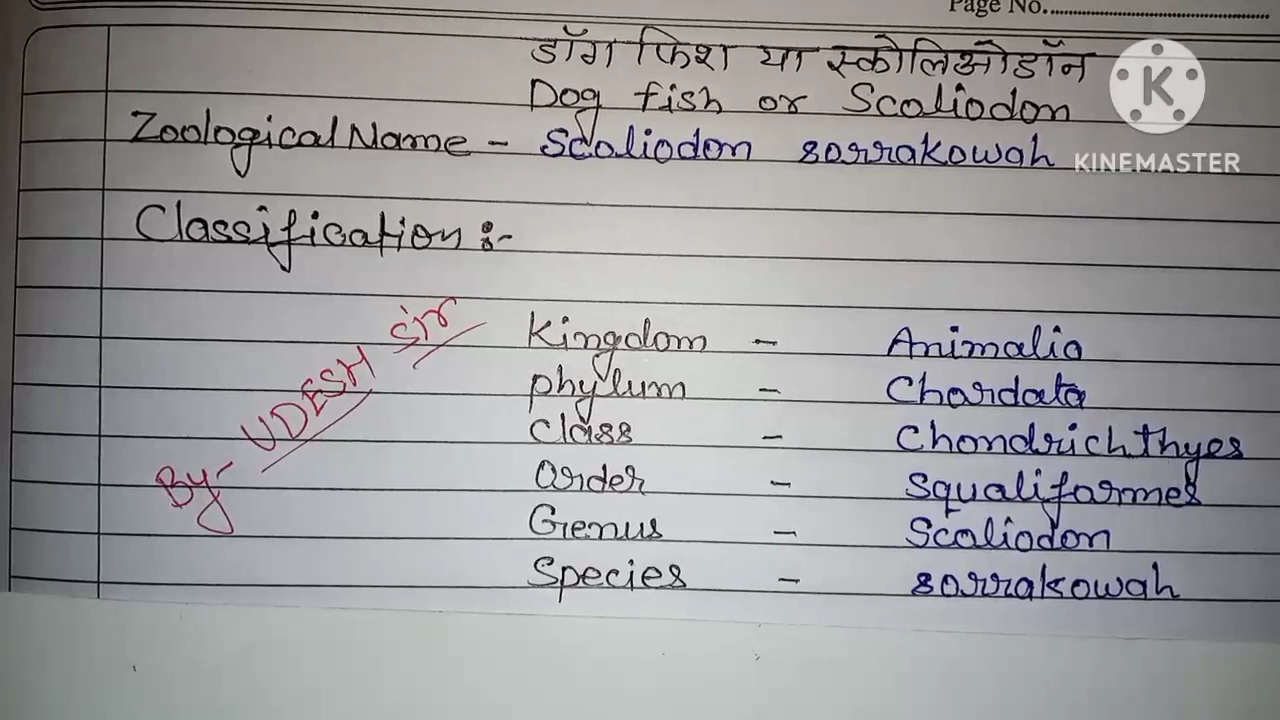 Page No.
डॉग फिश या स्कोलिओडॉन
Dog fish or Scoliodon
Zoological Name - Scoliodon sorrakowah
KINEMASTER
Classification :-
Kingdom - Animalia
phylum - Chardata
Class - Chondrichthyes
Order - Squaliformes
Genus - Scoliodon
Species - sorrakowah
By- UDESH Sir